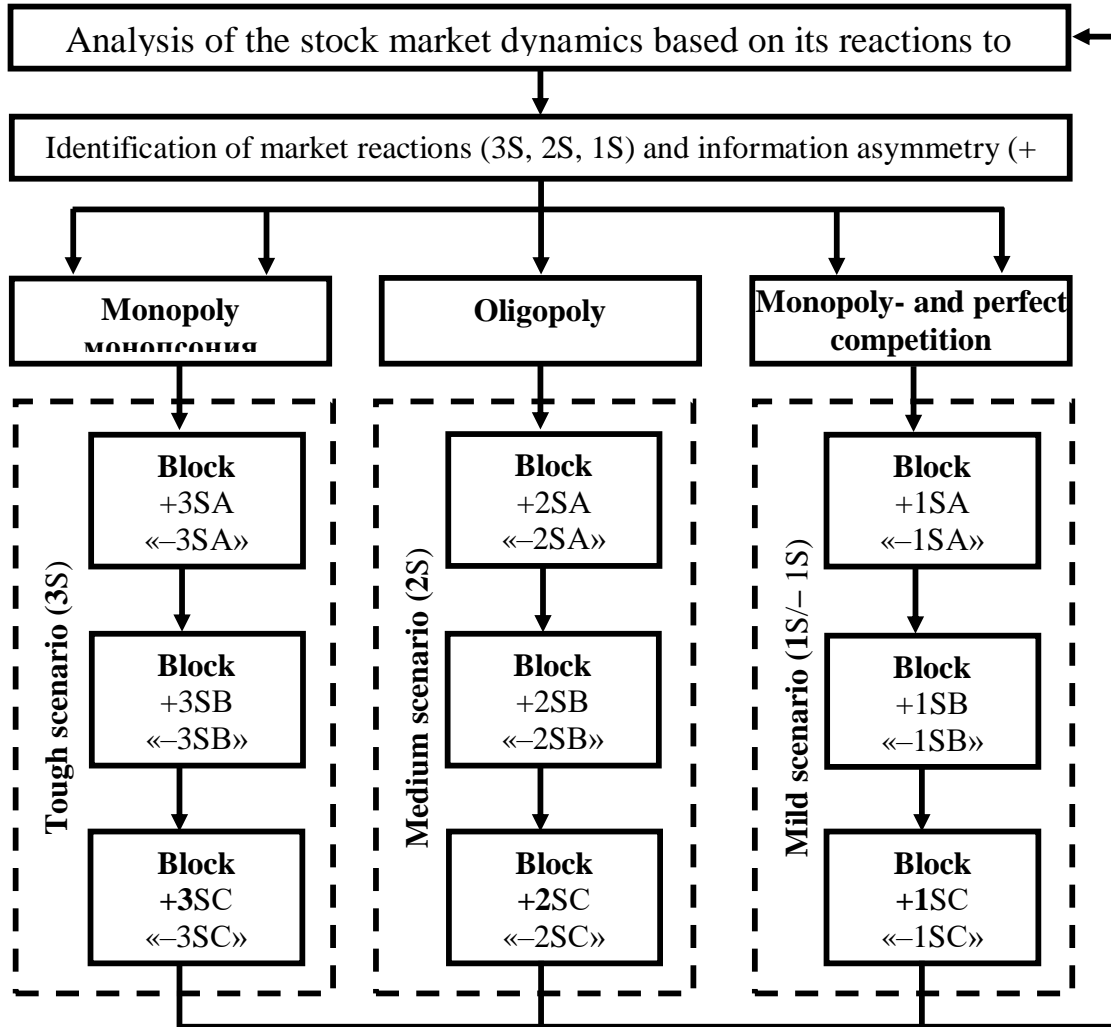 Analysis of the stock market dynamics based on its reactions to
Identification of market reactions (3S, 2S, 1S) and information asymmetry (+
Monopoly
монопсония
Oligopoly
Monopoly- and perfect
competition
Tough scenario (3S)
Block
+3SA
«–3SA»
Block
+3SB
«–3SB»
Block
+3SC
«–3SC»
Medium scenario (2S)
Block
+2SA
«–2SA»
Block
+2SB
«–2SB»
Block
+2SC
«–2SC»
Mild scenario (1S/– 1S)
Block
+1SA
«–1SA»
Block
+1SB
«–1SB»
Block
+1SC
«–1SC»